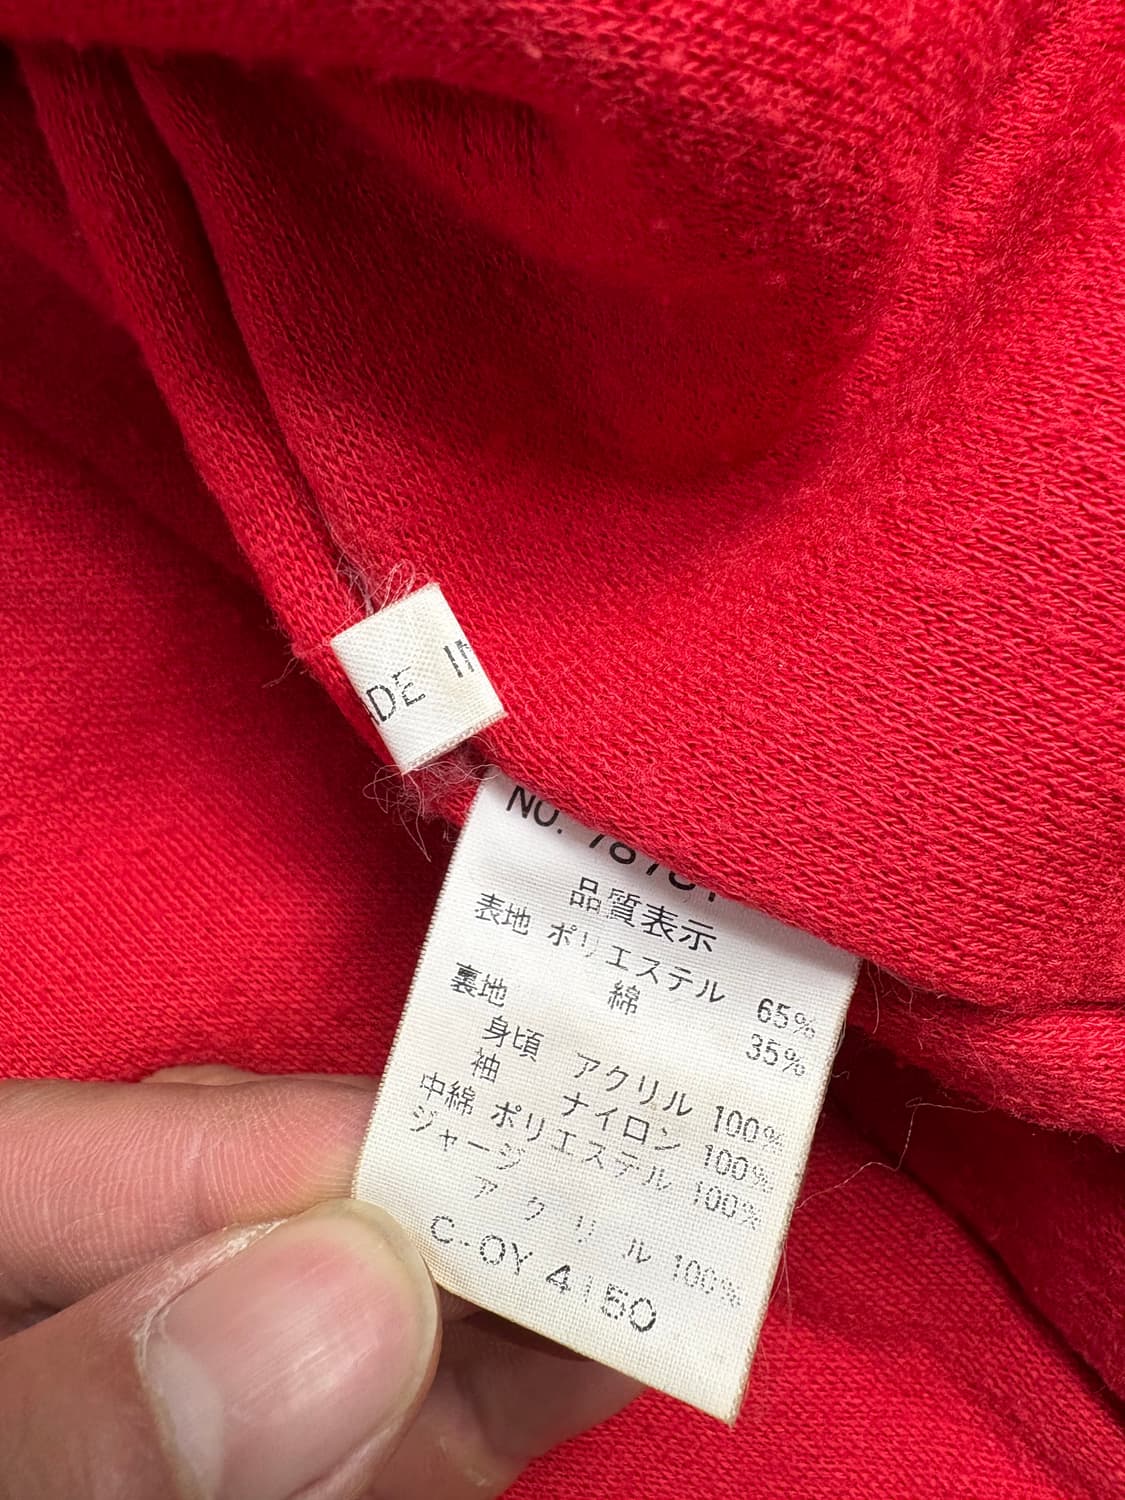 ADE IN
NO. 78781
品質表示
表地 ポリエステル 65%
綿 35%
裏地
身頃 アクリル 100%
袖 ナイロン 100%
中綿 ポリエステル 100%
ジャージ
アクリル 100%
C-OY 4150